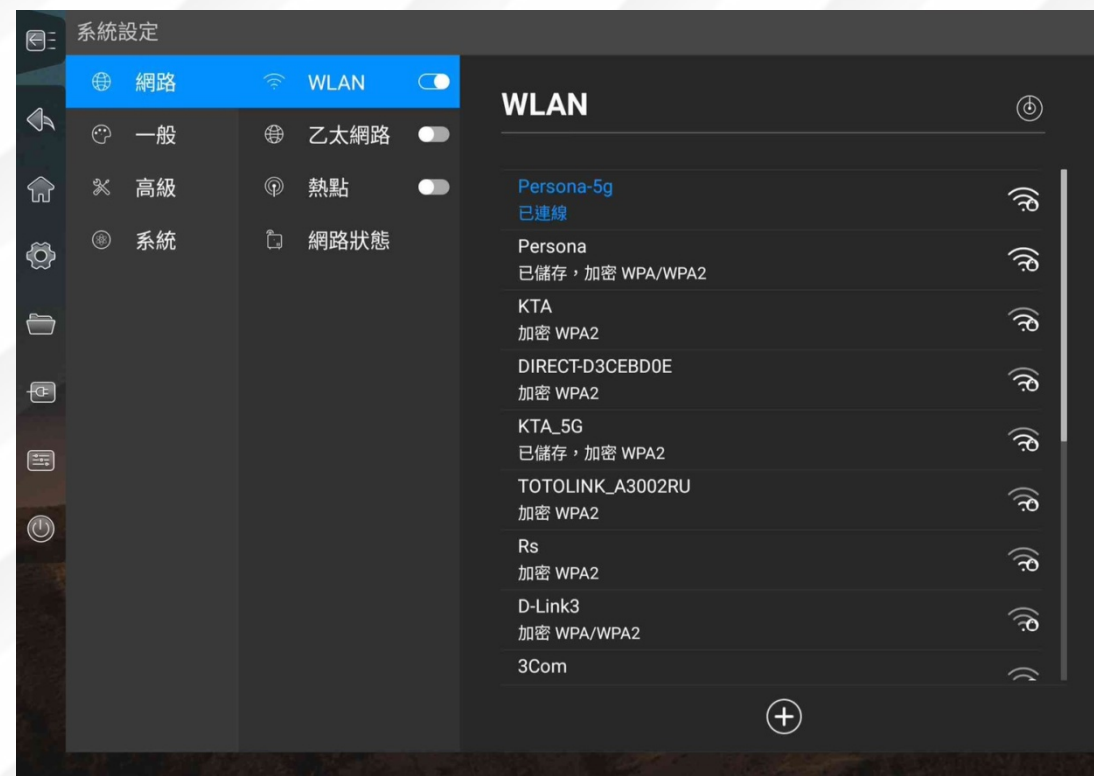 系統設定
網路
一般
高級
系統
WLAN
乙太網路
熱點
網路狀態
WLAN
Persona-5g
已連線
Persona
已儲存，加密 WPA/WPA2
KTA
加密 WPA2
DIRECT-D3CEBD0E
加密 WPA2
KTA_5G
已儲存，加密 WPA2
TOTOLINK_A3002RU
加密 WPA2
Rs
加密 WPA2
D-Link3
加密 WPA/WPA2
3Com